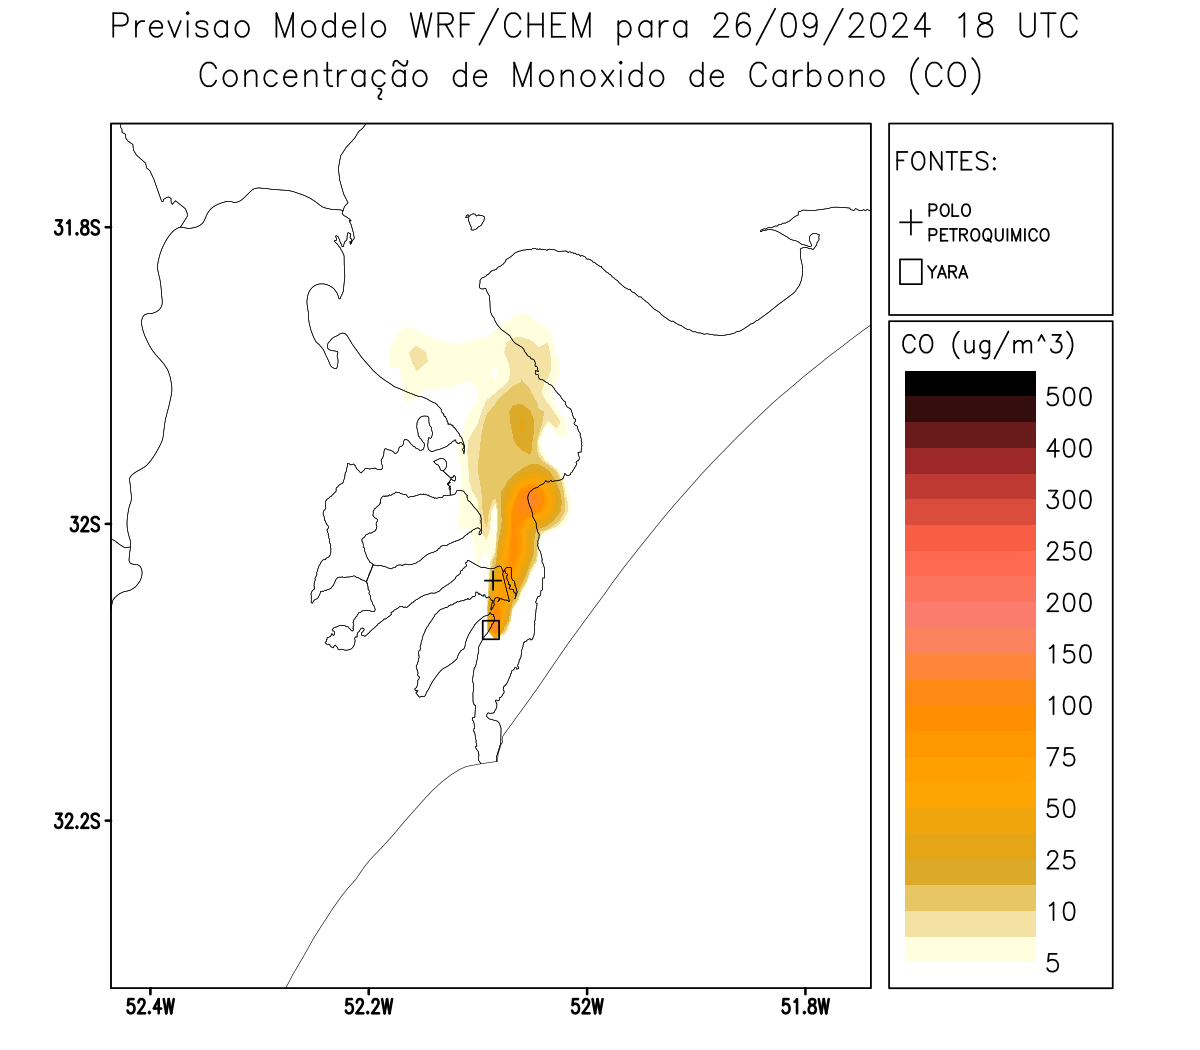 Previsao Modelo WRF/CHEM para 26/09/2024 18 UTC
Concentração de Monoxido de Carbono (CO)
FONTES:
POLO
PETROQUIMICO
YARA
CO (ug/m^3)
500
400
300
250
200
150
100
75
50
25
10
5
31.8S
32S
32.2S
52.4W
52.2W
52W
51.8W